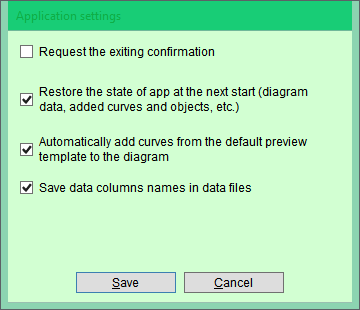 Application settings
Request the exiting confirmation
Restore the state of app at the next start (diagram
data, added curves and objects, etc.)
Automatically add curves from the default preview
template to the diagram
Save data columns names in data files
Save
Cancel